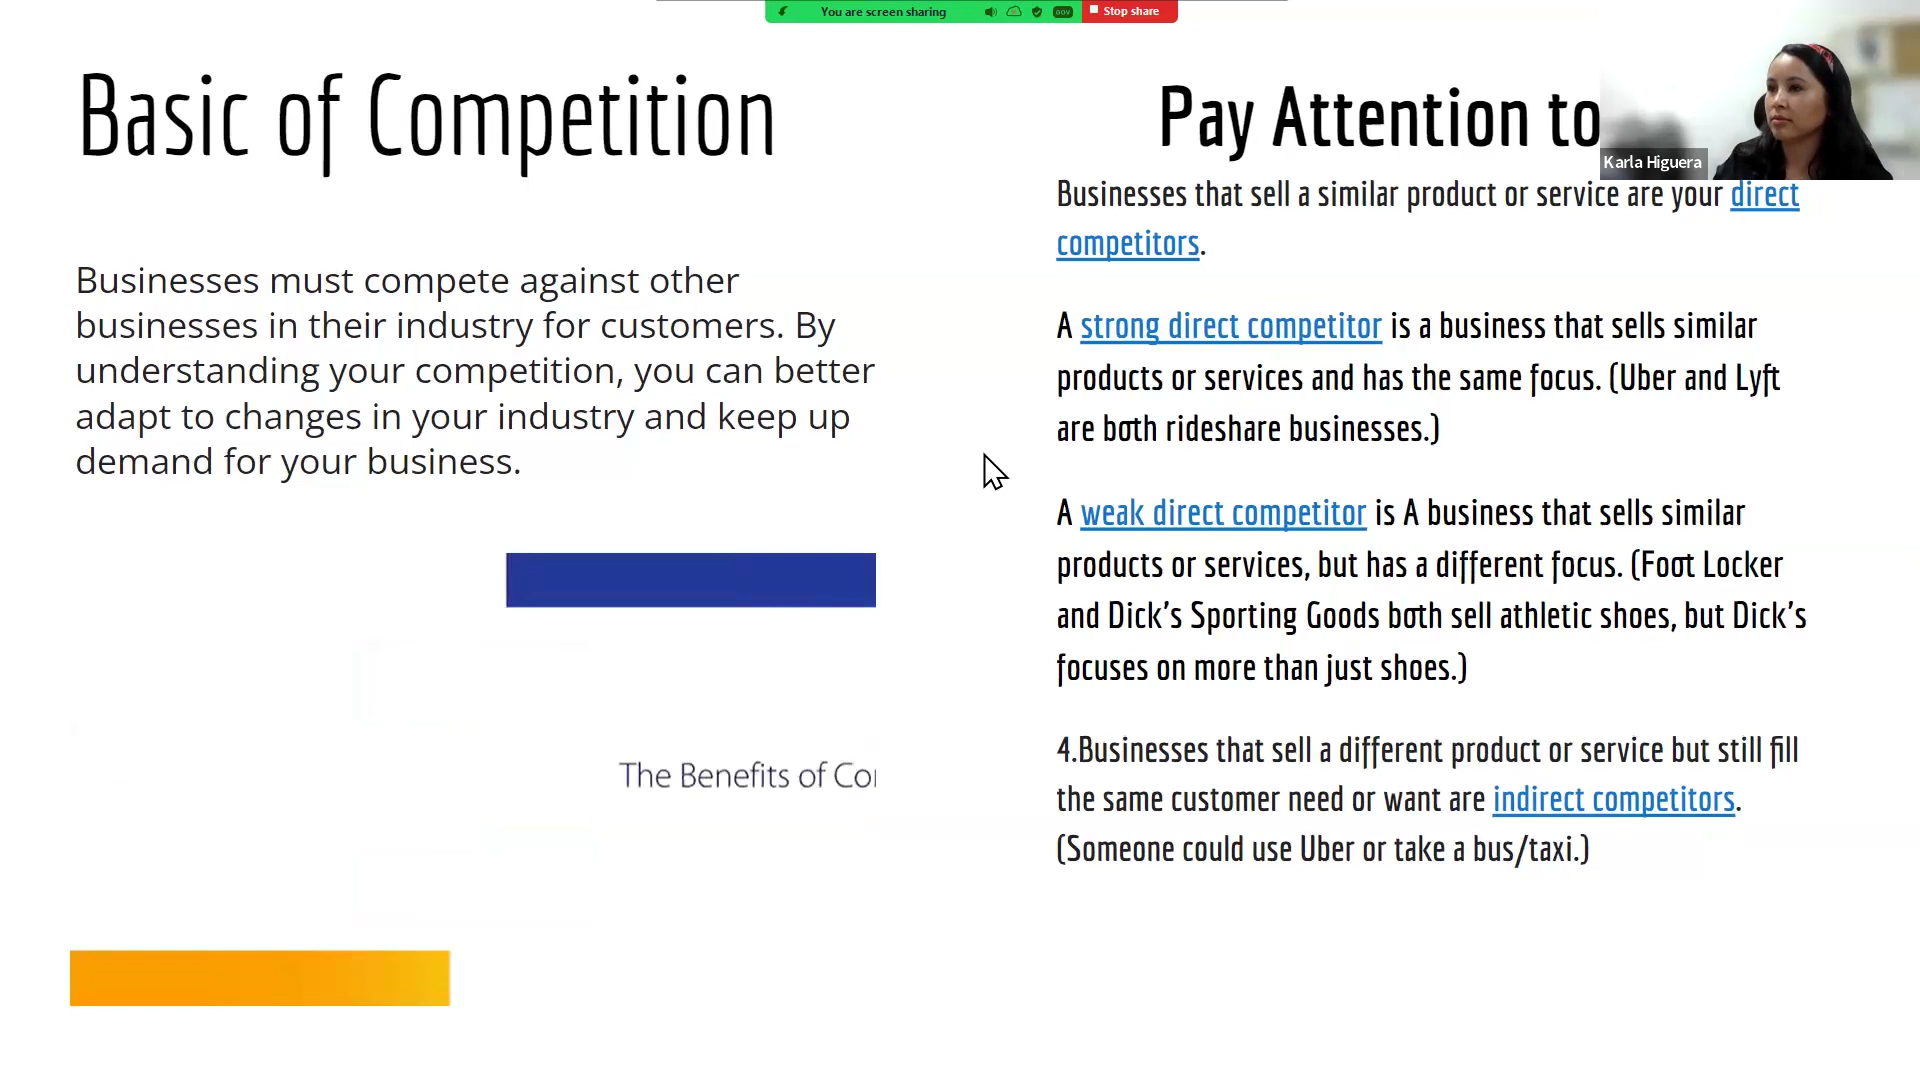 You are screen sharing
GOV
Stop share
Basic of Competition
Businesses must compete against other
businesses in their industry for customers. By
understanding your competition, you can better
adapt to changes in your industry and keep up
demand for your business.
The Benefits of
Pay Attention to
Karla Higuera
Businesses that sell a similar product or service are your direct
competitors.
A strong direct competitor is a business that sells similar
products or services and has the same focus. (Uber and Lyft
are both rideshare businesses.)
A weak direct competitor is A business that sells similar
products or services, but has a different focus. (Foot Locker
and Dick’s Sporting Goods both sell athletic shoes, but Dick’s
focuses on more than just shoes.)
4.Businesses that sell a different product or service but still fill
the same customer need or want are indirect competitors.
(Someone could use Uber or take a bus/taxi.)